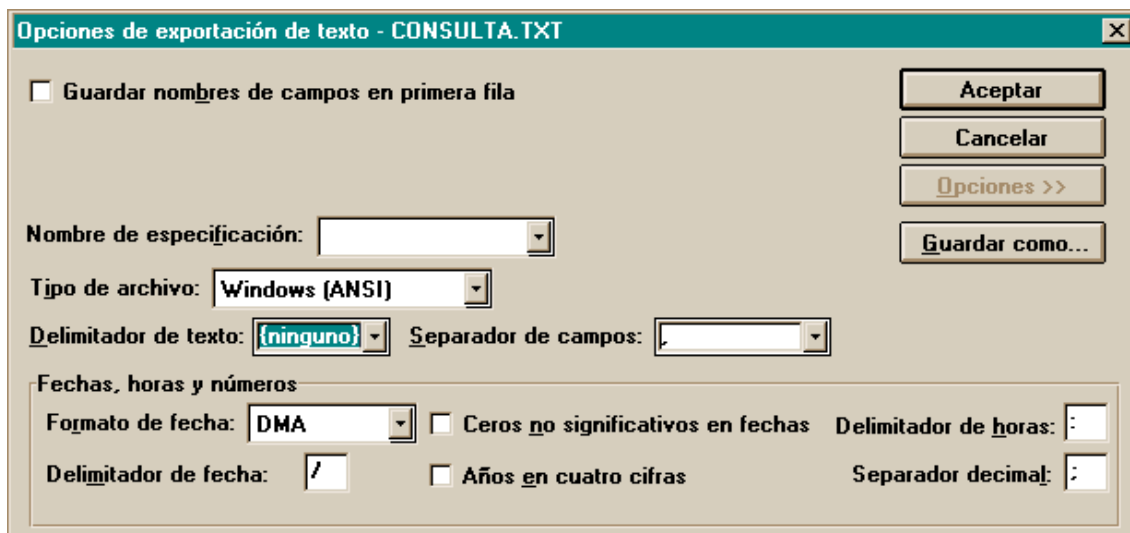 Opciones de exportación de texto - CONSULTA.TXT
Guardar nombres de campos en primera fila
Aceptar
Cancelar
Opciones >>
Nombre de especificación:
Guardar como...
Tipo de archivo: Windows (ANSI)
Delimitador de texto: {ninguno} Separador de campos: ,
Fechas, horas y números
Formato de fecha: DMA Ceros no significativos en fechas Delimitador de horas: :
Delimitador de fecha: / Años en cuatro cifras Separador decimal: ;